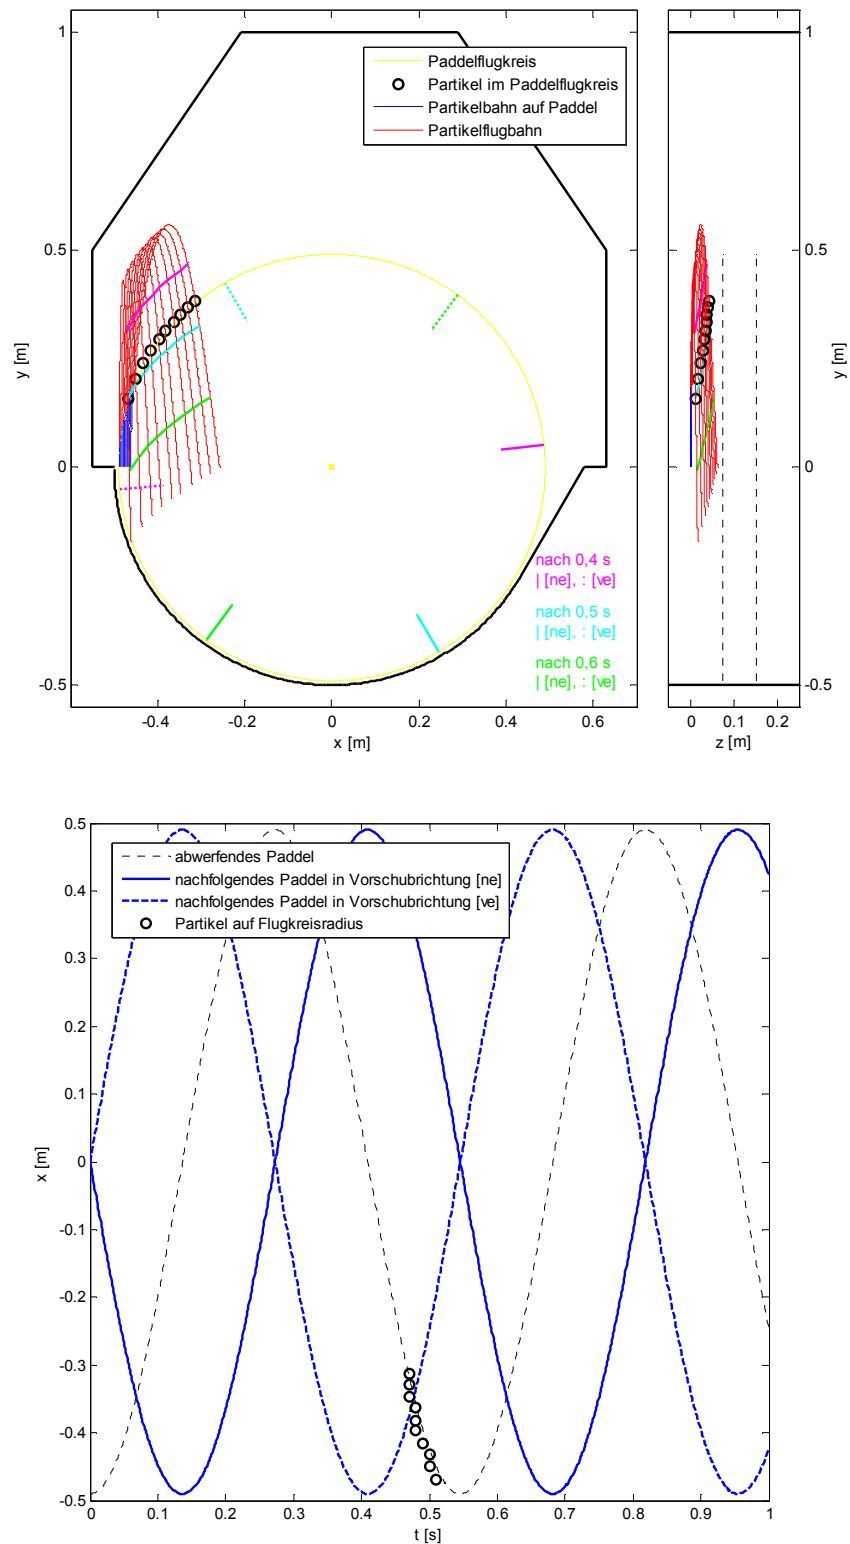 1
0.5
0
-0.5
y [m]
-0.4
-0.2
0
0.2
0.4
0.6
x [m]
Paddelflugkreis
Partikel im Paddelflugkreis
Partikelbahn auf Paddel
Partikelflugbahn
nach 0,4 s
| [ne], : [ve]
nach 0,5 s
| [ne], : [ve]
nach 0,6 s
| [ne], : [ve]
1
0.5
0
-0.5
y [m]
0
0.1
0.2
z [m]
0.5
0.4
0.3
0.2
0.1
0
-0.1
-0.2
-0.3
-0.4
-0.5
x [m]
abwerfendes Paddel
nachfolgendes Paddel in Vorschubrichtung [ne]
nachfolgendes Paddel in Vorschubrichtung [ve]
Partikel auf Flugkreisradius
0
0.1
0.2
0.3
0.4
0.5
0.6
0.7
0.8
0.9
1
t [s]